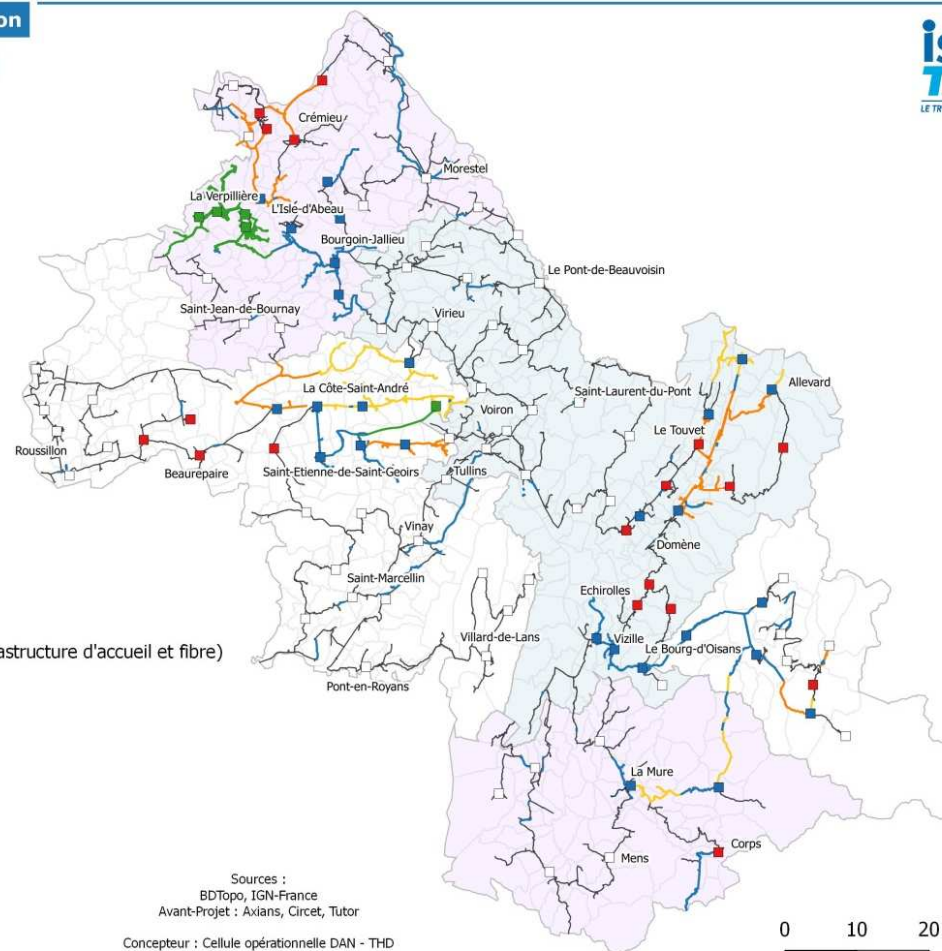 on
is
T
LE TR
Crémieu
Morestel
La Verpillière
L'Isle-d'Abeau
Bourgoin-Jallieu
Le Pont-de-Beauvoisin
Saint-Jean-de-Bournay
Virieu
La Côte-Saint-André
Saint-Laurent-du-Pont
Allevard
Voiron
Le Touvet
Roussillon
Beaurepaire
Saint-Etienne-de-Saint-Geoirs
Tullins
Vinay
Domène
Saint-Marcellin
Echirolles
Villard-de-Lans
Vizille
Le Bourg-d'Oisans
astructure d'accueil et fibre)
Pont-en-Royans
La Mure
Corps
Mens
Sources :
BDTopo, IGN-France
Avant-Projet : Axians, Circet, Tutor
Concepteur : Cellule opérationnelle DAN - THD
0 10 20